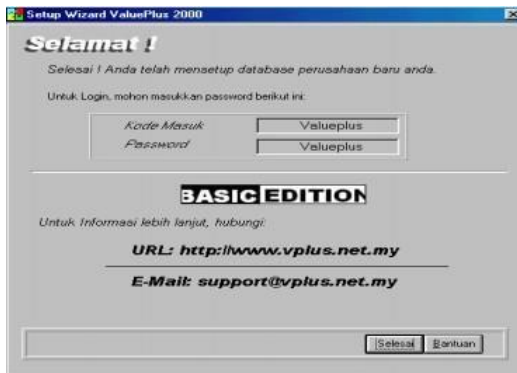 Setup Wizard ValuePlus 2000
Selamat !
Selesai ! Anda telah mensetup database perusahaan baru anda.
Untuk Login, mohon masukkan password berikut ini:
Kode Masuk Valueplus
Password Valueplus
BASIC EDITION
Untuk Informasi lebih lanjut, hubungi:
URL: http://www.vplus.net.my
E-Mail: support@vplus.net.my
Selesai Bantuan